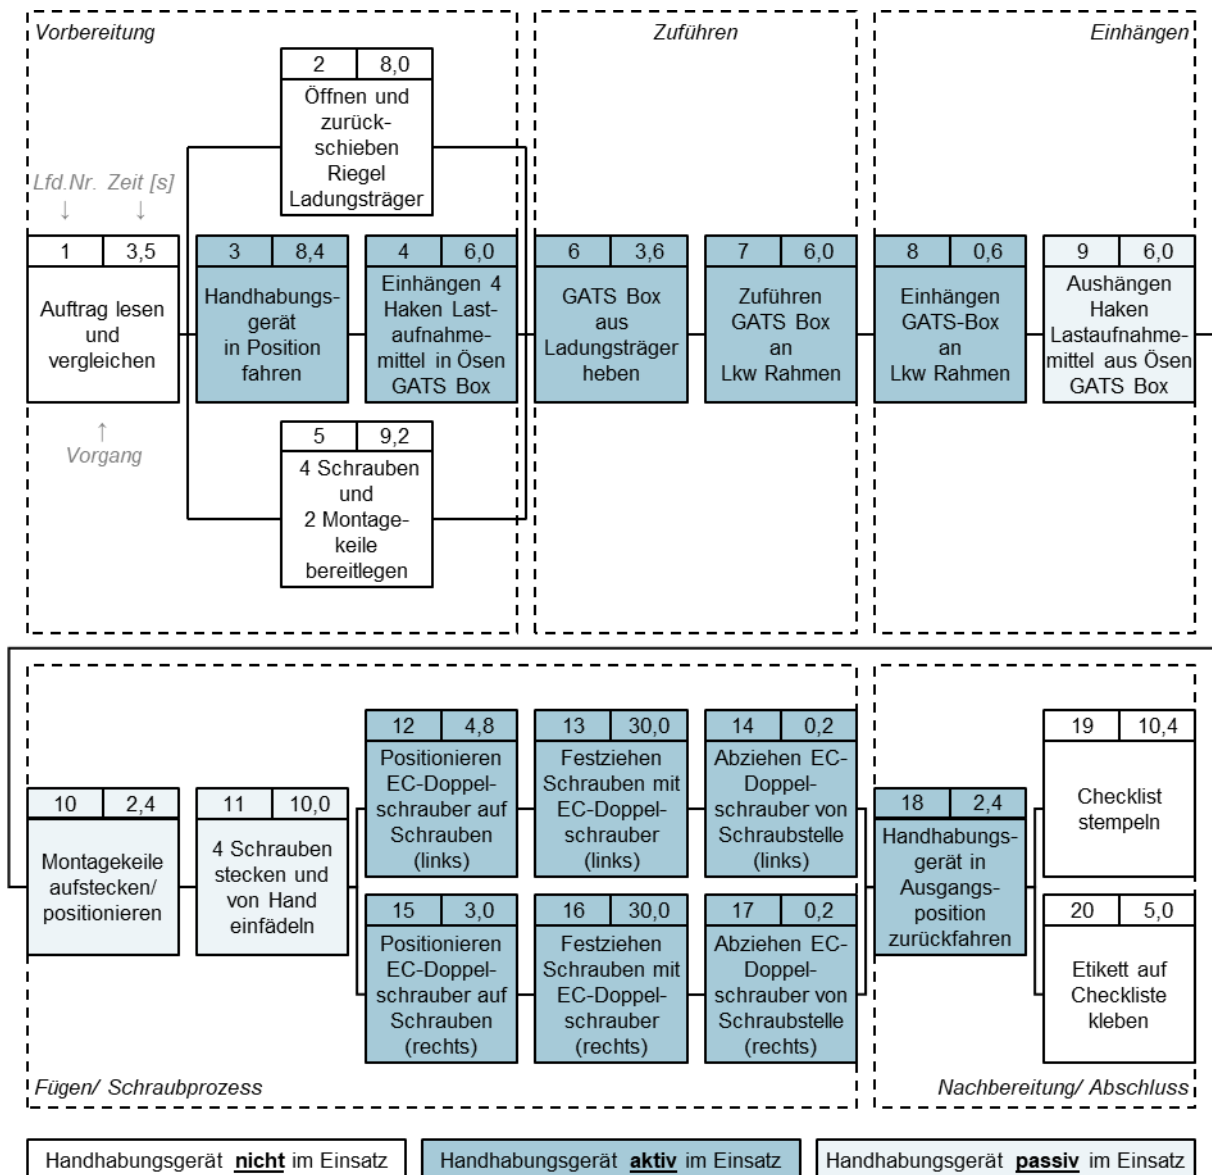 Vorbereitung
Zuführen
Einhängen
2 8,0
Öffnen und
zurück-
schieben
Riegel
Ladungsträger
Lfd.Nr. Zeit [s]
↓ ↓
1 3,5
Auftrag lesen
und
vergleichen
↑
Vorgang
3 8,4
Handhabungs-
gerät
in Position
fahren
4 6,0
Einhängen 4
Haken Last-
aufnahme-
mittel in Ösen
GATS Box
5 9,2
4 Schrauben
und
2 Montage-
keile
bereitlegen
6 3,6
GATS Box
aus
Ladungsträger
heben
7 6,0
Zuführen
GATS Box
an
Lkw Rahmen
8 0,6
Einhängen
GATS-Box
an
Lkw Rahmen
9 6,0
Aushängen
Haken
Lastaufnahme-
mittel aus Ösen
GATS Box
10 2,4
Montagekeile
aufstecken/
positionieren
11 10,0
4 Schrauben
stecken und
von Hand
einfädeln
12 4,8
Positionieren
EC-Doppel-
schrauber auf
Schrauben
(links)
13 30,0
Festziehen
Schrauben mit
EC-Doppel-
schrauber
(links)
14 0,2
Abziehen EC-
Doppel-
schrauber von
Schraubstelle
(links)
15 3,0
Positionieren
EC-Doppel-
schrauber auf
Schrauben
(rechts)
16 30,0
Festziehen
Schrauben mit
EC-Doppel-
schrauber
(rechts)
17 0,2
Abziehen EC-
Doppel-
schrauber von
Schraubstelle
(rechts)
18 2,4
Handhabungs-
gerät in
Ausgangs-
position
zurückfahren
19 10,4
Checklist
stempeln
20 5,0
Etikett auf
Checkliste
kleben
Fügen/ Schraubprozess
Nachbereitung/ Abschluss
Handhabungsgerät nicht im Einsatz
Handhabungsgerät aktiv im Einsatz
Handhabungsgerät passiv im Einsatz